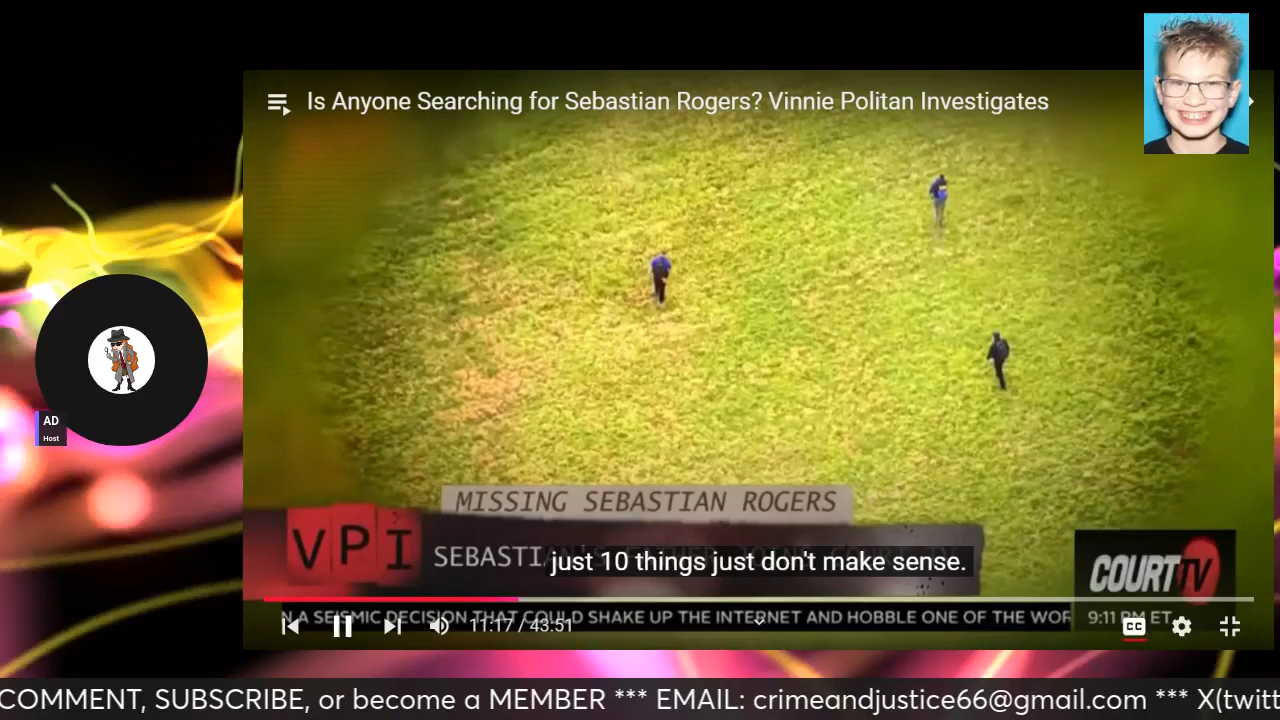 Is Anyone Searching for Sebastian Rogers? Vinnie Politan Investigates
AD
Host
MISSING SEBASTIAN ROGERS
VPI
SEBASTI
just 10 things just don't make sense.
COURT TV
N A SEISMIC DECISION THAT COULD SHAKE UP THE INTERNET AND HOBBLE ONE OF THE WOR
9:11 PM ET
11:17 / 43:51
CC
COMMENT, SUBSCRIBE, or become a MEMBER *** EMAIL: crimeandjustice66@gmail.com *** X(twitt